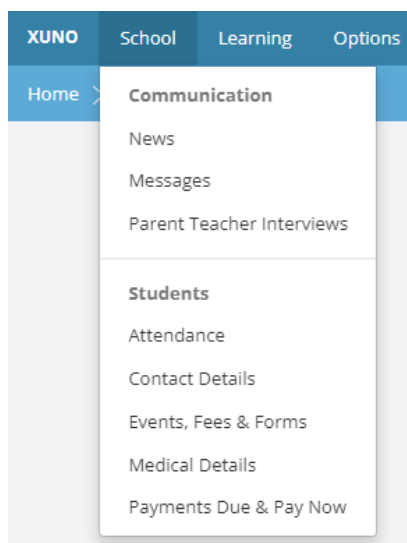 XUNO School Learning Options
Home
Communication
News
Messages
Parent Teacher Interviews
Students
Attendance
Contact Details
Events, Fees & Forms
Medical Details
Payments Due & Pay Now